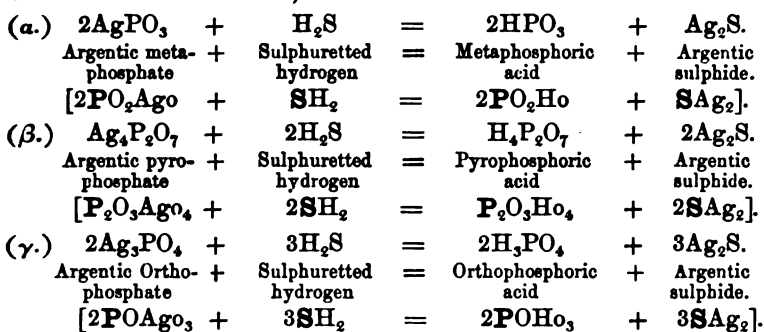 (α.) 2AgPO₃ + H₂S = 2HPO₃ + Ag₂S.
Argentic meta- + Sulphuretted = Metaphosphoric + Argentic
phosphate hydrogen acid sulphide.
[2PO₂Ago + SH₂ = 2PO₂Ho + SAg₂].
(β.) Ag₄P₂O₇ + 2H₂S = H₄P₂O₇ + 2Ag₂S.
Argentic pyro- + Sulphuretted = Pyrophosphoric + Argentic
phosphate hydrogen acid sulphide.
[P₂O₃Ago₄ + 2SH₂ = P₂O₃Ho₄ + 2SAg₂].
(γ.) 2Ag₃PO₄ + 3H₂S = 2H₃PO₄ + 3Ag₂S.
Argentic Ortho- + Sulphuretted = Orthophosphoric + Argentic
phosphate hydrogen acid sulphide.
[2POAgo₃ + 3SH₂ = 2POHo₃ + 3SAg₂].